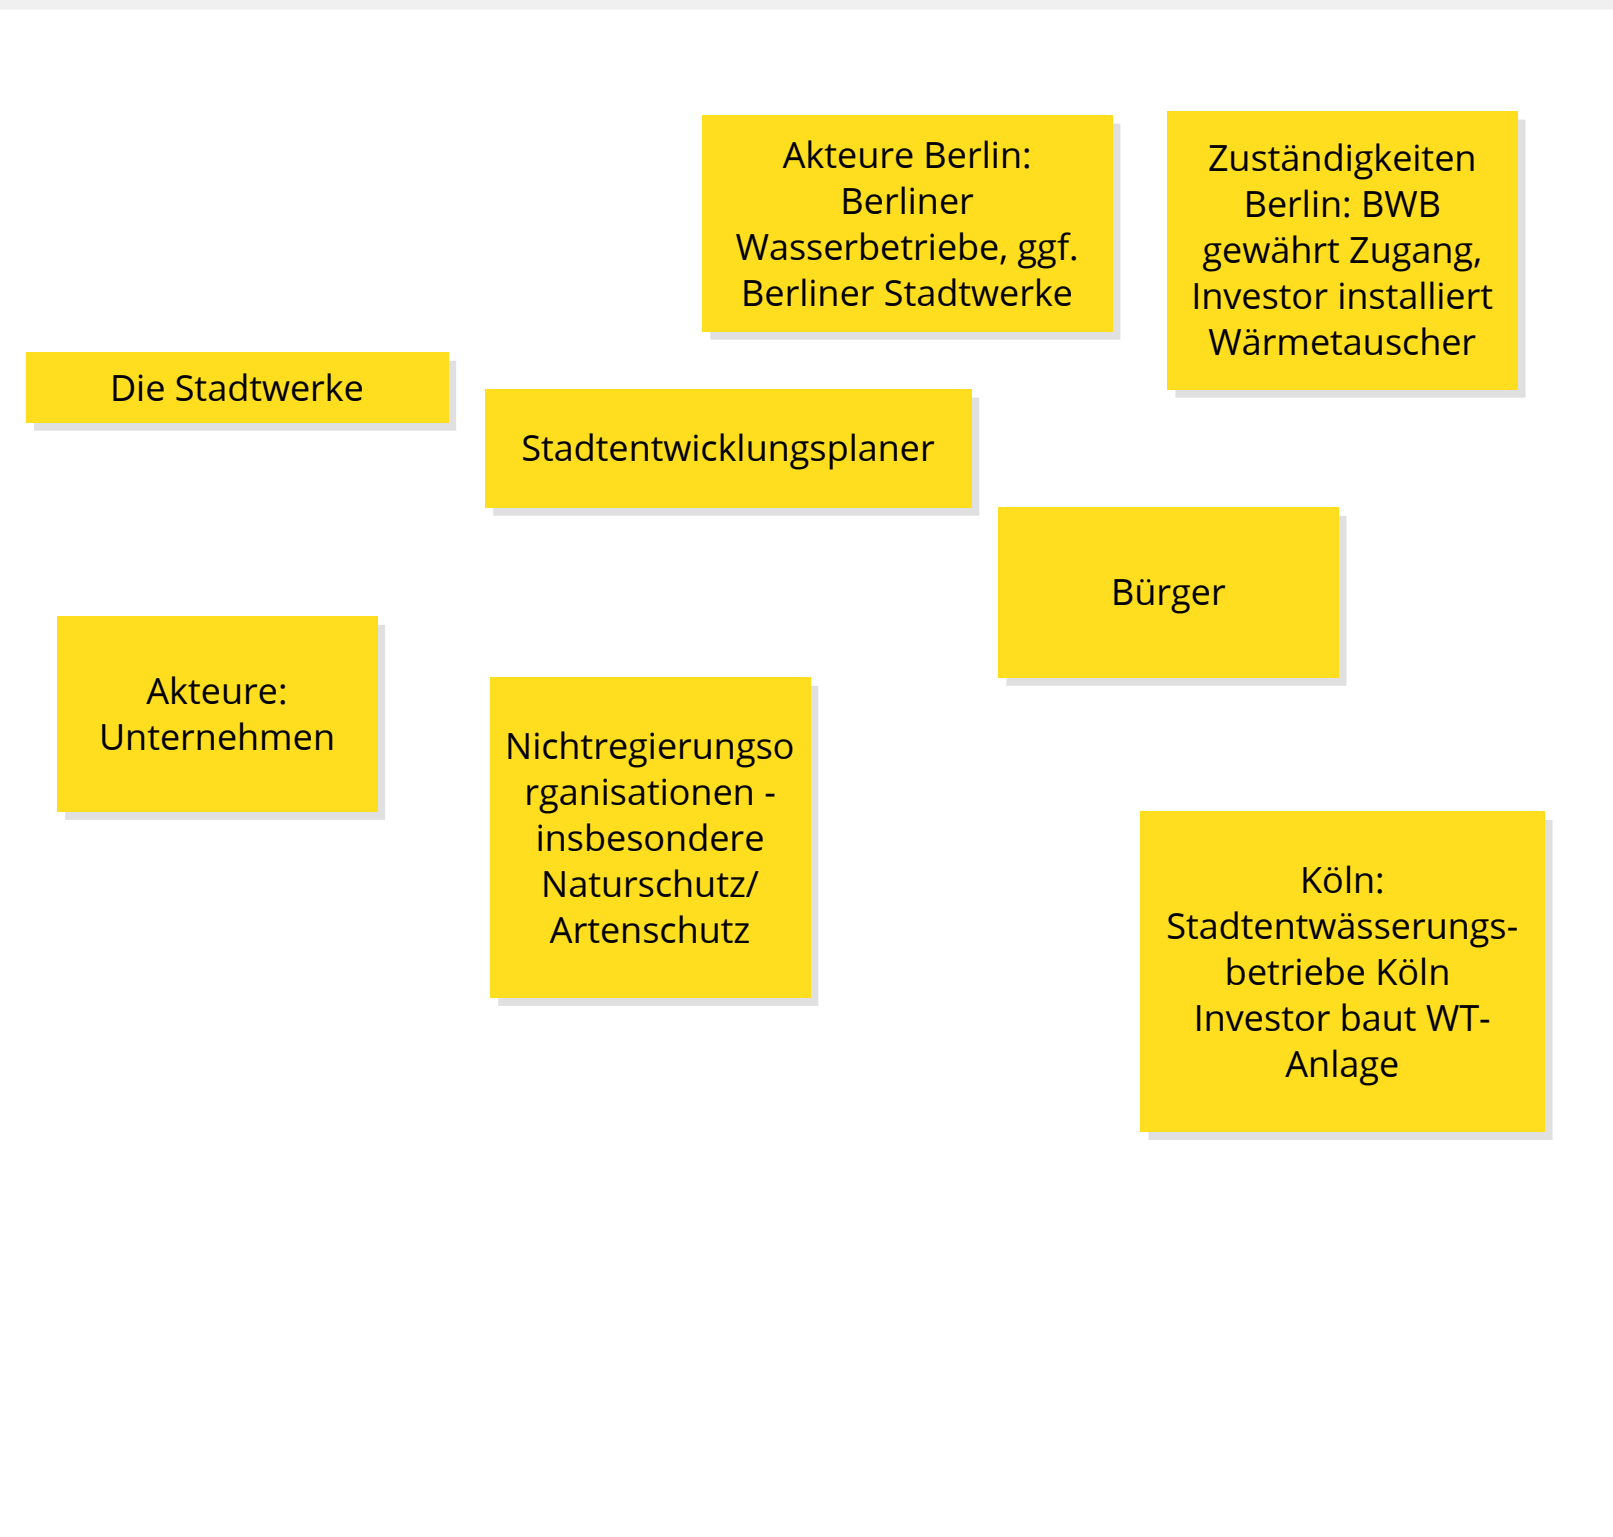 Akteure Berlin:
Berliner
Wasserbetriebe, ggf.
Berliner Stadtwerke
Zuständigkeiten
Berlin: BWB
gewährt Zugang,
Investor installiert
Wärmetauscher
Die Stadtwerke
Stadtentwicklungsplaner
Bürger
Akteure:
Unternehmen
Nichtregierungso
rganisationen -
insbesondere
Naturschutz/
Artenschutz
Köln:
Stadtentwässerungs-
betriebe Köln
Investor baut WT-
Anlage